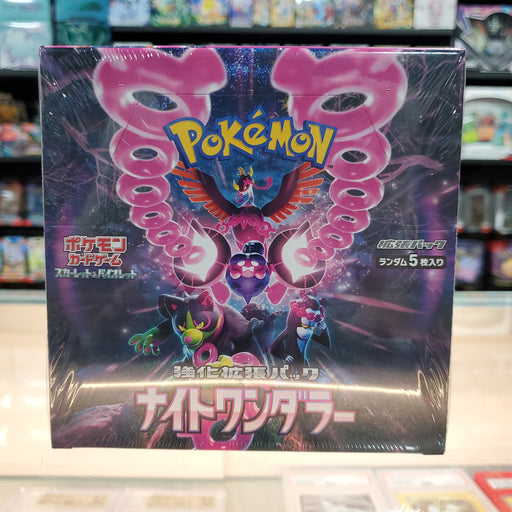 POKéMON
ポケモン
カードゲーム
スカーレット&バイオレット
拡張パック
ランダム5枚入り
強化拡張パック
ナイトワンダラー